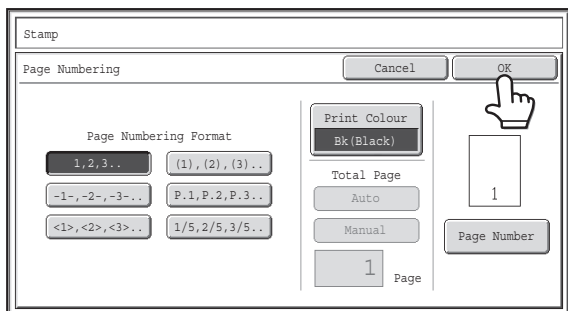 Stamp
Page Numbering
Cancel
OK
Page Numbering Format
1,2,3..
(1),(2),(3)..
-1-,-2-,-3-..
P.1,P.2,P.3..
<1>,<2>,<3>..
1/5,2/5,3/5..
Print Colour
Bk(Black)
Total Page
Auto
Manual
1 Page
1
Page Number